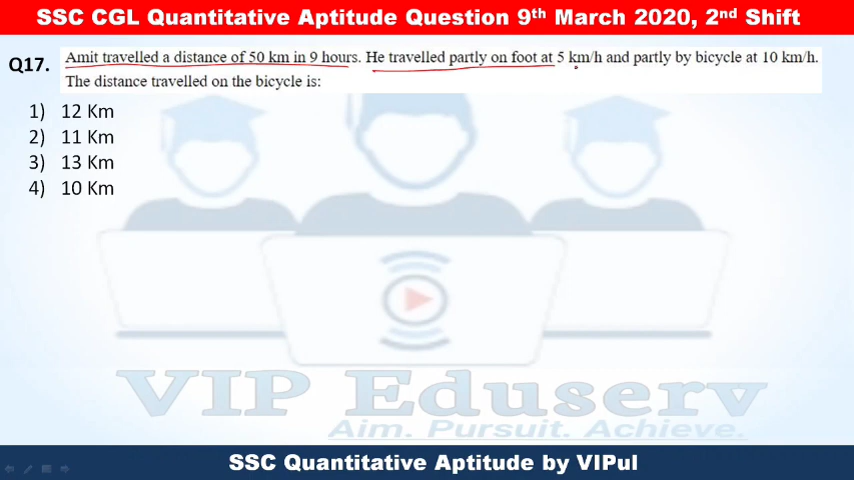 SSC CGL Quantitative Aptitude Question 9th March 2020, 2nd Shift
Q17. Amit travelled a distance of 50 km in 9 hours. He travelled partly on foot at 5 km/h and partly by bicycle at 10 km/h.
The distance travelled on the bicycle is:
1) 12 Km
2) 11 Km
3) 13 Km
4) 10 Km
VIP Eduserv
Aim. Pursuit. Achieve.
SSC Quantitative Aptitude by VIPul